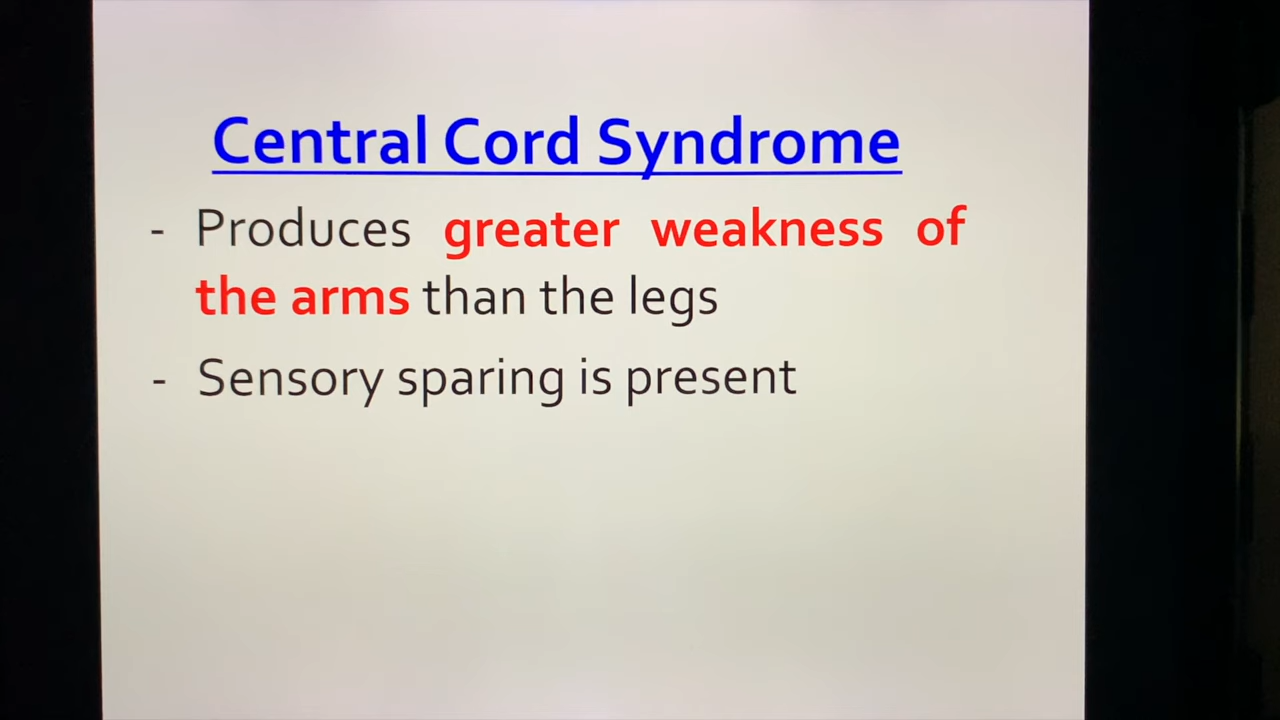 Central Cord Syndrome
- Produces greater weakness of
the arms than the legs
- Sensory sparing is present